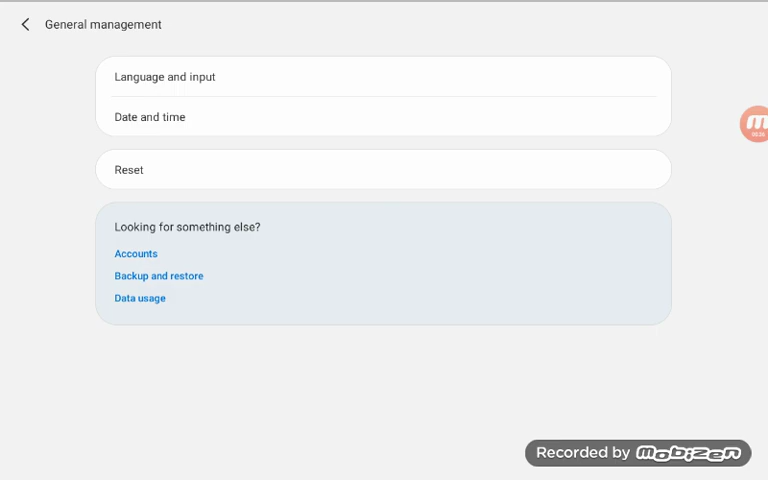 General management
Language and input
Date and time
Reset
Looking for something else?
Accounts
Backup and restore
Data usage
Recorded by mobizen